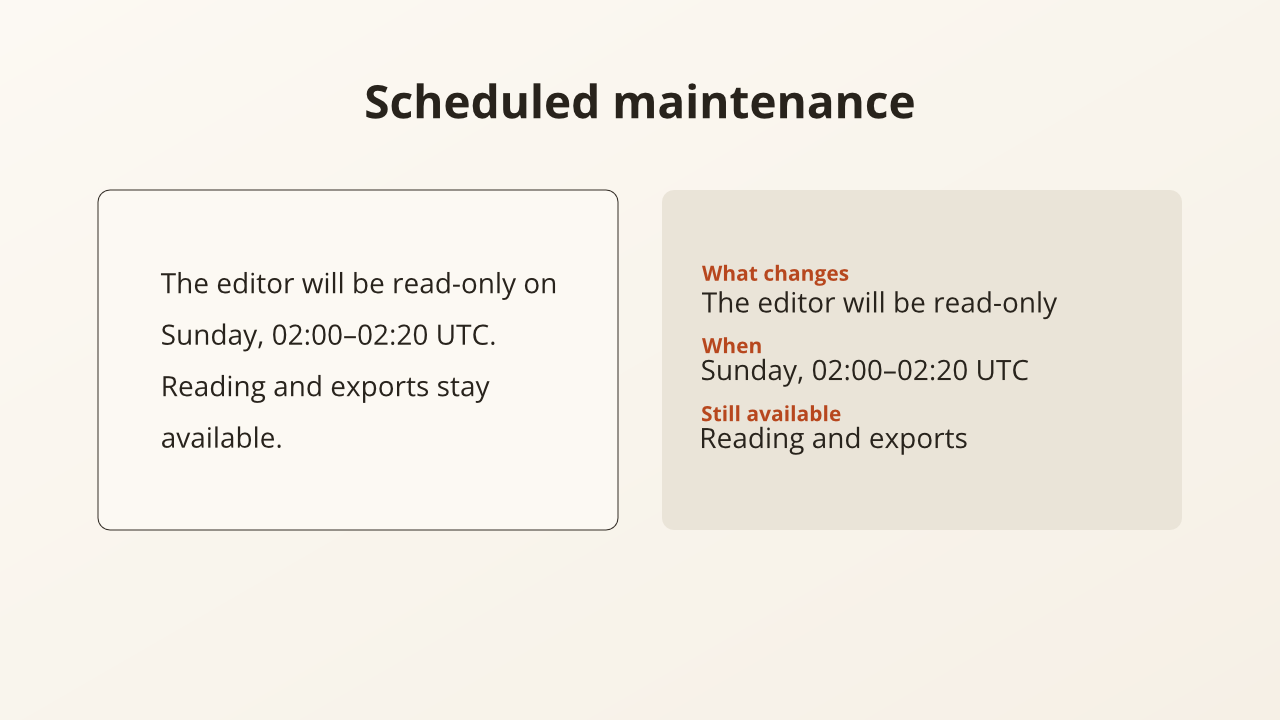 Scheduled maintenance
The editor will be read-only on
Sunday, 02:00–02:20 UTC.
Reading and exports stay
available.
What changes
The editor will be read-only
When
Sunday, 02:00–02:20 UTC
Still available
Reading and exports